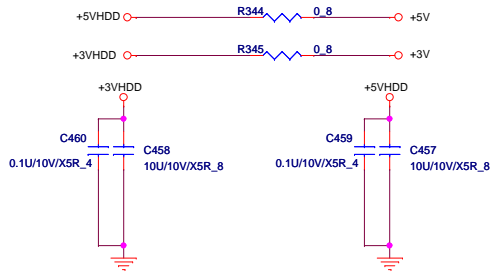 +5VHDD R344 0_8 +5V
+3VHDD R345 0_8 +3V
+3VHDD +5VHDD
C460 C458 C459 C457
0.1U/10V/X5R_4 10U/10V/X5R_8 0.1U/10V/X5R_4 10U/10V/X5R_8